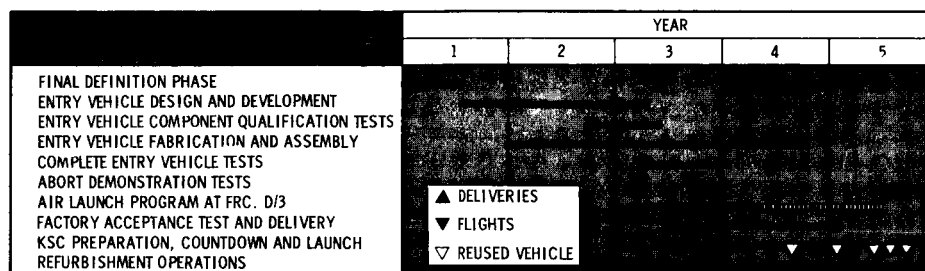 YEAR
1 2 3 4 5
FINAL DEFINITION PHASE
ENTRY VEHICLE DESIGN AND DEVELOPMENT
ENTRY VEHICLE COMPONENT QUALIFICATION TESTS
ENTRY VEHICLE FABRICATION AND ASSEMBLY
COMPLETE ENTRY VEHICLE TESTS
ABORT DEMONSTRATION TESTS
AIR LAUNCH PROGRAM AT FRC. D/3
FACTORY ACCEPTANCE TEST AND DELIVERY
KSC PREPARATION, COUNTDOWN AND LAUNCH
REFURBISHMENT OPERATIONS
▲ DELIVERIES
▼ FLIGHTS
▽ REUSED VEHICLE